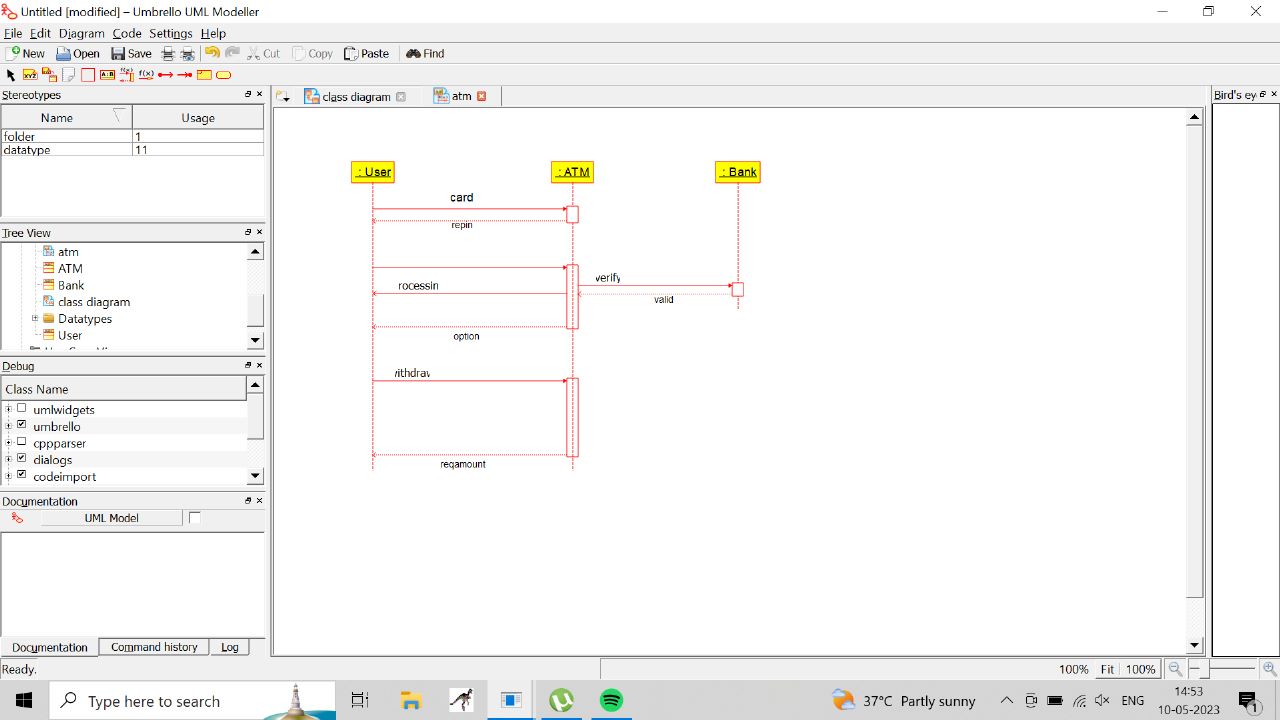 Untitled [modified] – Umbrello UML Modeller
File Edit Diagram Code Settings Help
New Open Save Cut Copy Paste Find
Stereotypes
Name Usage
folder 1
datatype 11
Tree View
atm
ATM
Bank
class diagram
Datatypes
User
Debug
Class Name
umlwidgets
umbrello
cppparser
dialogs
codeimport
Documentation
UML Model
Documentation Command history Log
Ready.
class diagram atm
: User : ATM : Bank
card
repin
verify
rocessin
valid
option
ithdrav
reqamount
Bird's ey
100% Fit 100%
Type here to search
37°C Partly sunny
ENG
14:53
10-05-2023
1